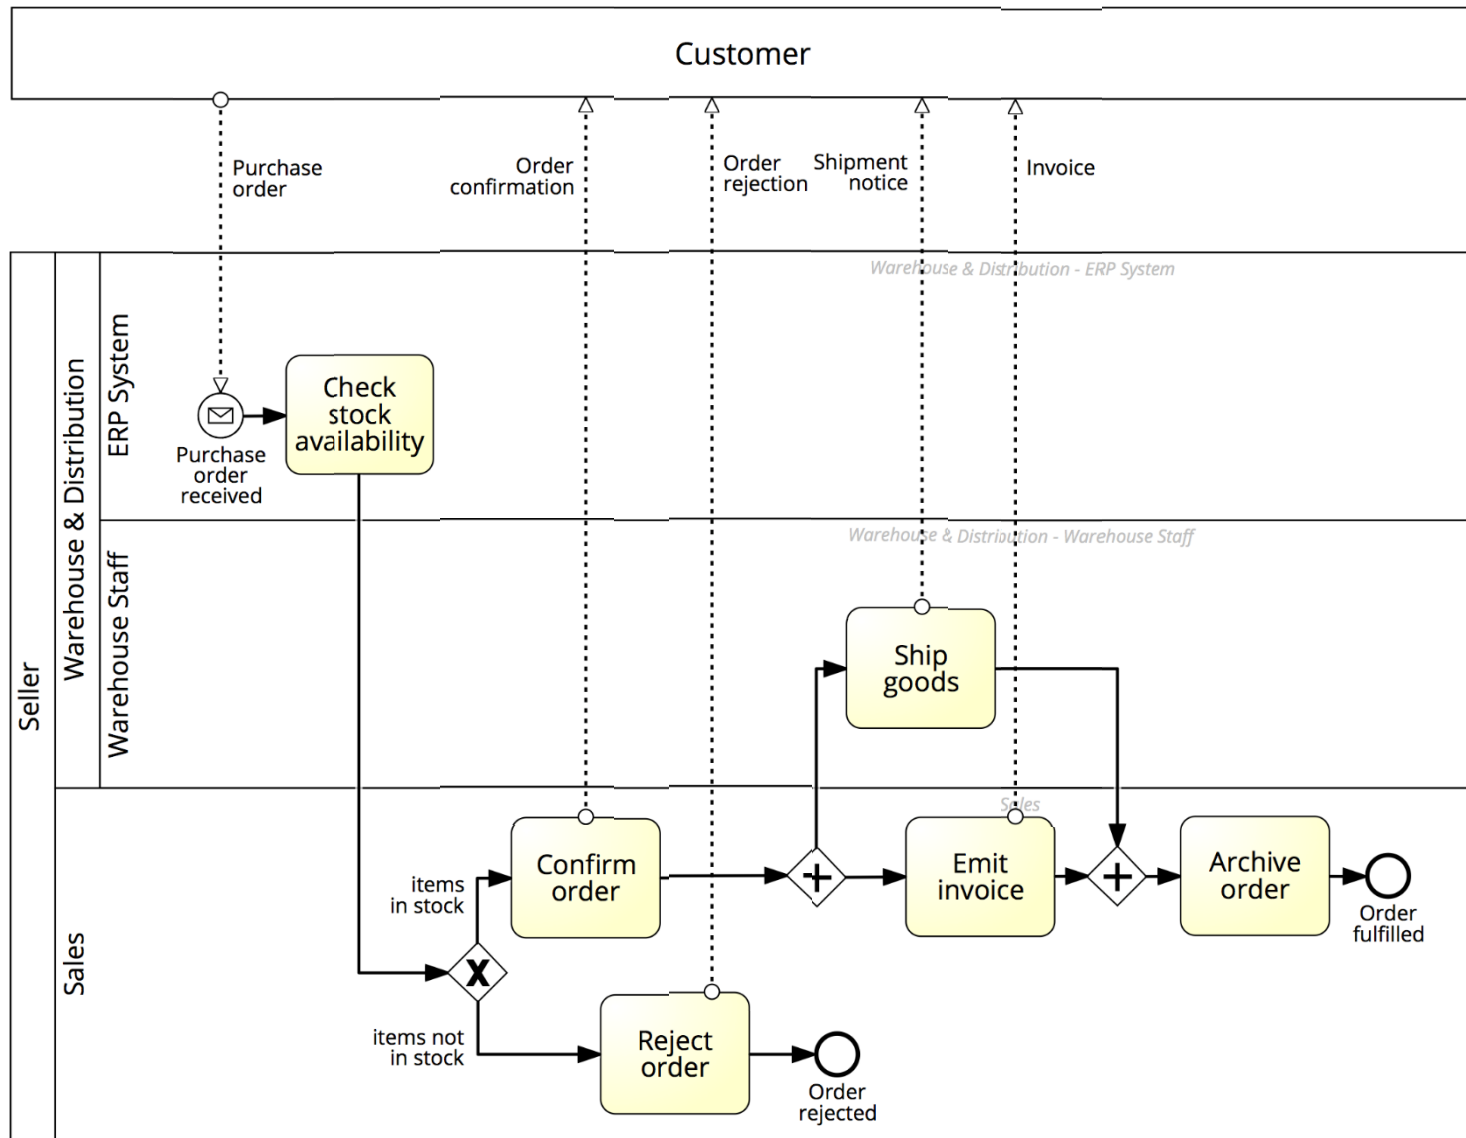 Customer
Purchase
order
Order
confirmation
Order
rejection
Shipment
notice
Invoice
Seller
Warehouse & Distribution
ERP System
Warehouse & Distribution - ERP System
Purchase
order
received
Check
stock
availability
Warehouse Staff
Warehouse & Distribution - Warehouse Staff
Ship
goods
Sales
Sales
items
in stock
Confirm
order
Emit
invoice
Archive
order
Order
fulfilled
X
items not
in stock
Reject
order
Order
rejected